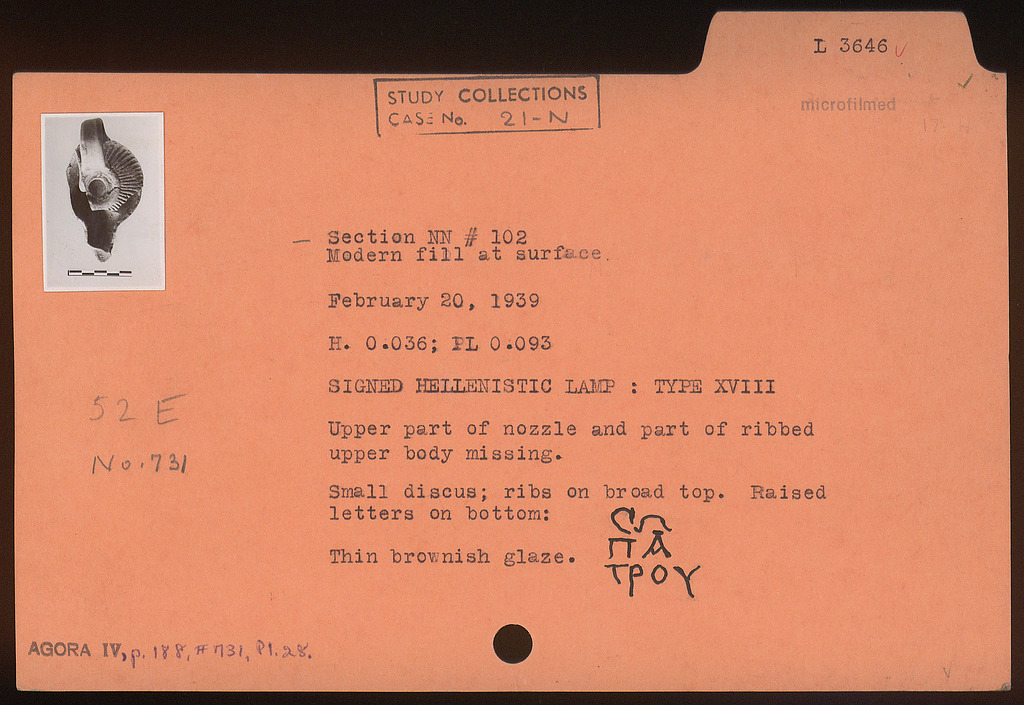 L 3646
microfilmed
STUDY COLLECTIONS
CASE No. 21-N
Section NN # 102
Modern fill at surface.
February 20, 1939
H. 0.036; PL 0.093
SIGNED HELLENISTIC LAMP : TYPE XVIII
52 E
No. 731
Upper part of nozzle and part of ribbed
upper body missing.
Small discus; ribs on broad top. Raised
letters on bottom:
ϹΩ
ΠΑ
ΤΡΟΥ
Thin brownish glaze.
AGORA IV, p. 188, #731, Pl. 28.